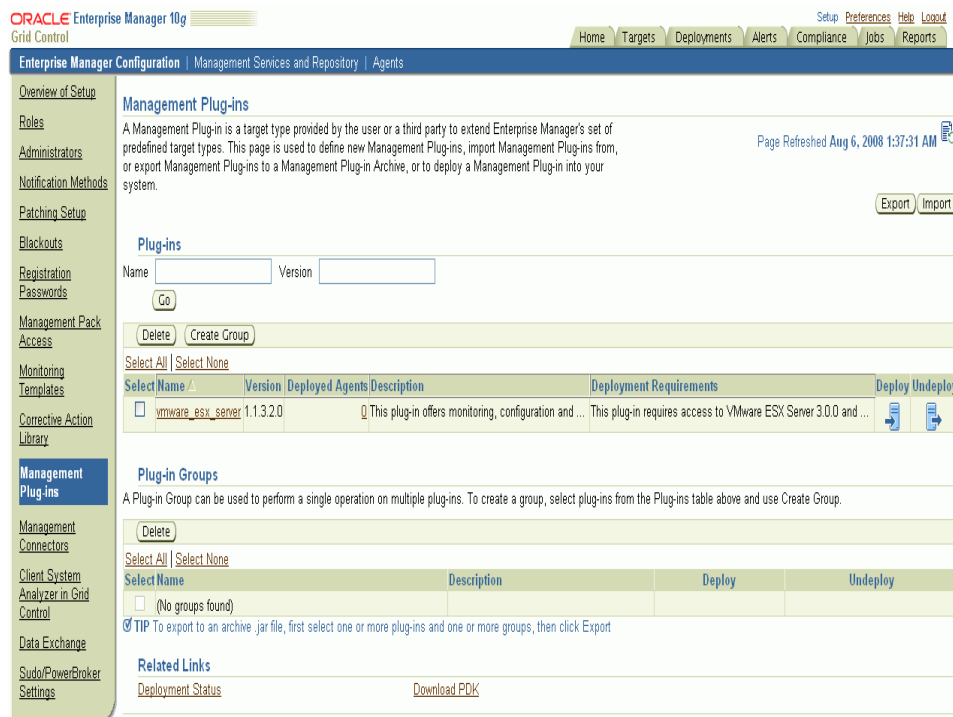 ORACLE Enterprise Manager 10g
Grid Control
Setup Preferences Help Logout
Home Targets Deployments Alerts Compliance Jobs Reports
Enterprise Manager Configuration | Management Services and Repository | Agents
Overview of Setup
Roles
Administrators
Notification Methods
Patching Setup
Blackouts
Registration
Passwords
Management Pack
Access
Monitoring
Templates
Corrective Action
Library
Management
Plug-ins
Management
Connectors
Client System
Analyzer in Grid
Control
Data Exchange
Sudo/PowerBroker
Settings
Management Plug-ins
A Management Plug-in is a target type provided by the user or a third party to extend Enterprise Manager's set of
predefined target types. This page is used to define new Management Plug-ins, import Management Plug-ins from,
or export Management Plug-ins to a Management Plug-in Archive, or to deploy a Management Plug-in into your
system.
Page Refreshed Aug 6, 2008 1:37:31 AM
Export Import
Plug-ins
Name Version
Go
Delete Create Group
Select All | Select None
Select Name Version Deployed Agents Description Deployment Requirements Deploy Undeploy
vmware_esx_server 1.1.3.2.0 0 This plug-in offers monitoring, configuration and ... This plug-in requires access to VMware ESX Server 3.0.0 and ...
Plug-in Groups
A Plug-in Group can be used to perform a single operation on multiple plug-ins. To create a group, select plug-ins from the Plug-ins table above and use Create Group.
Delete
Select All | Select None
Select Name Description Deploy Undeploy
(No groups found)
TIP To export to an archive .jar file, first select one or more plug-ins and one or more groups, then click Export
Related Links
Deployment Status Download PDK